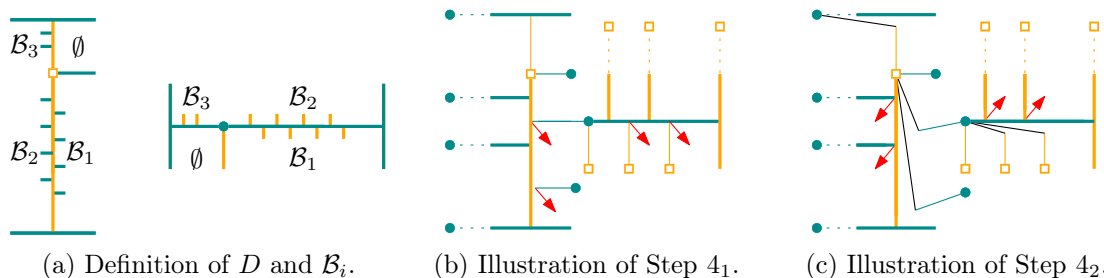 B₃ ∅
B₂ B₁
B₃ B₂
∅ B₁
(a) Definition of D and Bᵢ.
(b) Illustration of Step 4₁.
(c) Illustration of Step 4₂.